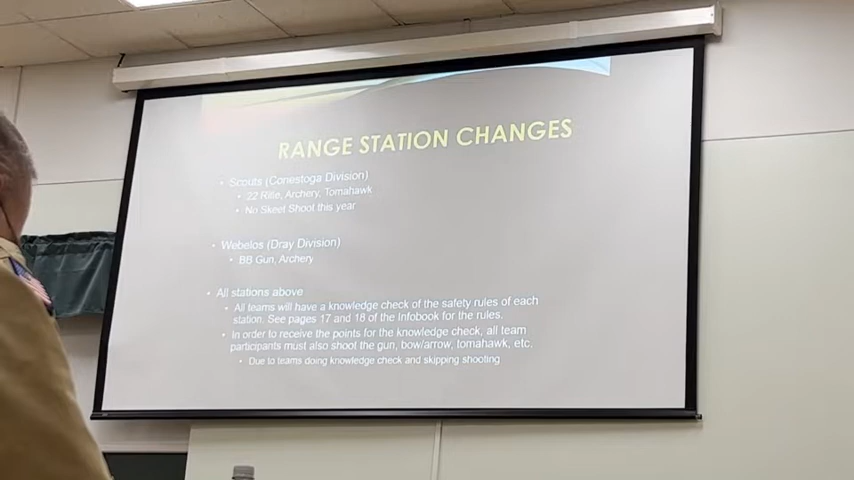 RANGE STATION CHANGES
• Scouts (Conestoga Division)
• 22 Rifle, Archery, Tomahawk
• No Skeet Shoot this year
• Webelos (Dray Division)
• BB Gun, Archery
• All stations above
• All teams will have a knowledge check of the safety rules of each
station. See pages 17 and 18 of the Infobook for the rules.
• In order to receive the points for the knowledge check, all team
participants must also shoot the gun, bow/arrow, tomahawk, etc.
• Due to teams doing knowledge check and skipping shooting